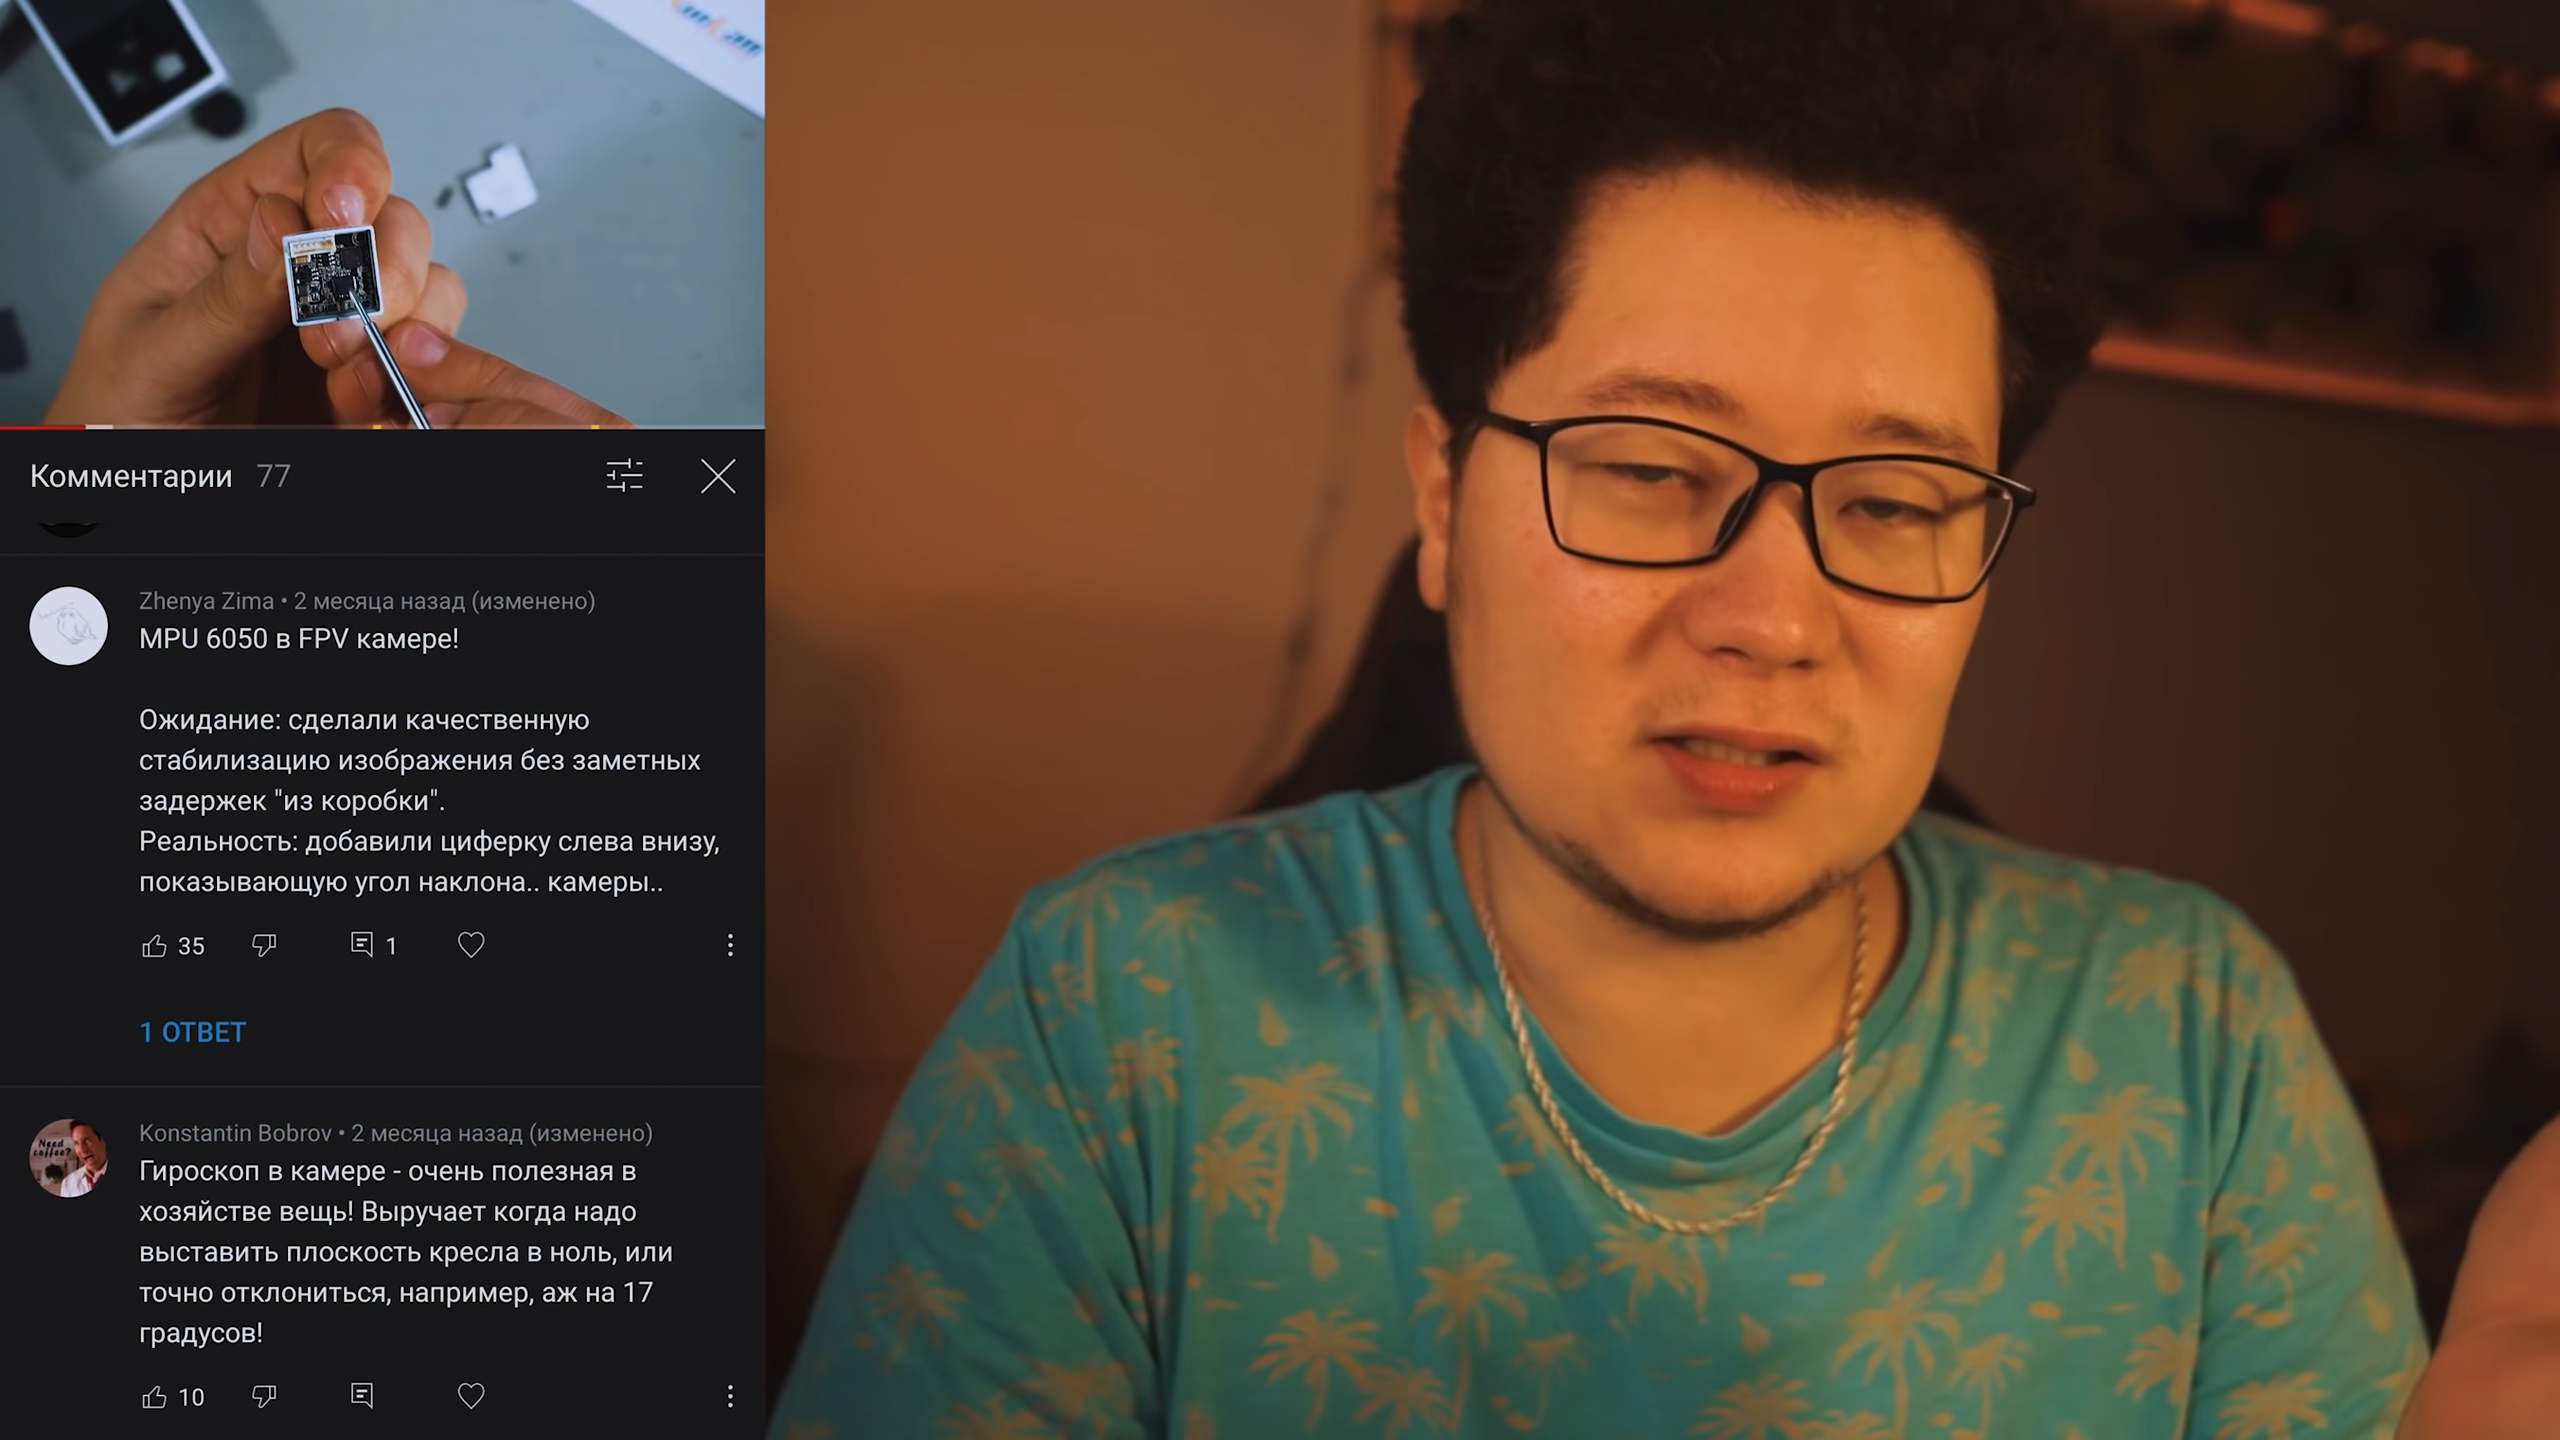 Комментарии 77
Zhenya Zima • 2 месяца назад (изменено)
MPU 6050 в FPV камере!
Ожидание: сделали качественную
стабилизацию изображения без заметных
задержек "из коробки".
Реальность: добавили циферку слева внизу,
показывающую угол наклона.. камеры..
35 1
1 ОТВЕТ
Need
coffee?
Konstantin Bobrov • 2 месяца назад (изменено)
Гироскоп в камере - очень полезная в
хозяйстве вещь! Выручает когда надо
выставить плоскость кресла в ноль, или
точно отклониться, например, аж на 17
градусов!
10